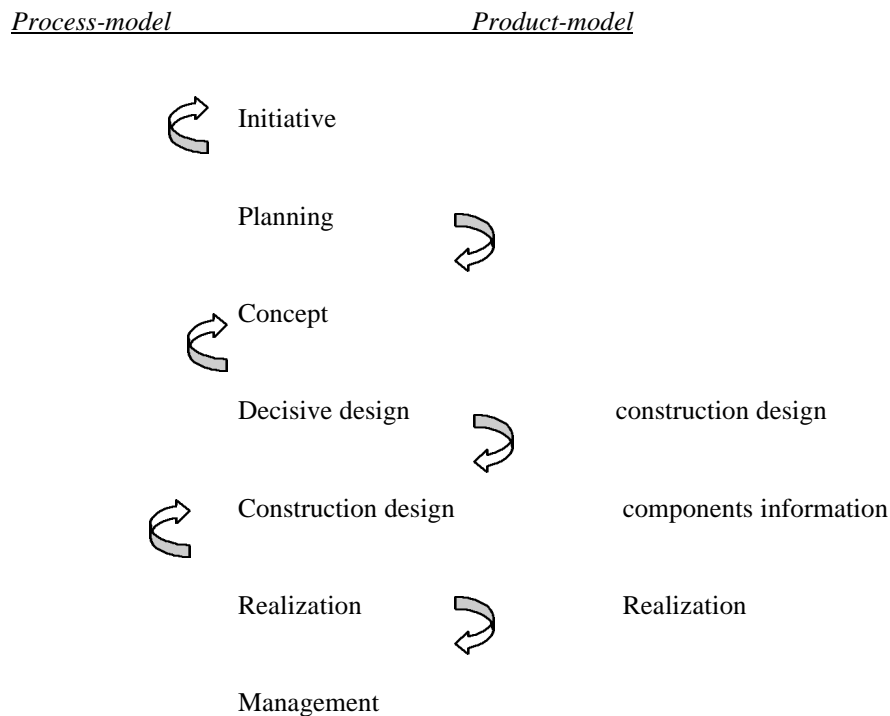 Process-model Product-model
Initiative
Planning
Concept
Decisive design construction design
Construction design components information
Realization Realization
Management